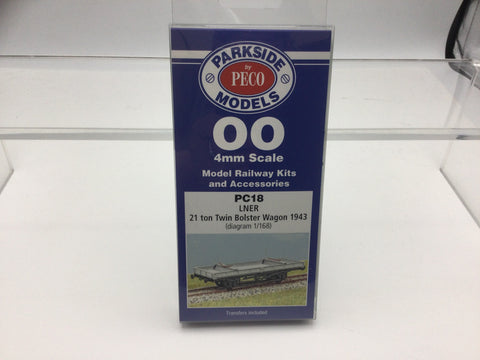 PARKSIDE
by
PECO
MODELS
OO
4mm Scale
Model Railway Kits
and Accessories
PC18
LNER
21 ton Twin Bolster Wagon 1943
(diagram 1/168)
Transfers included